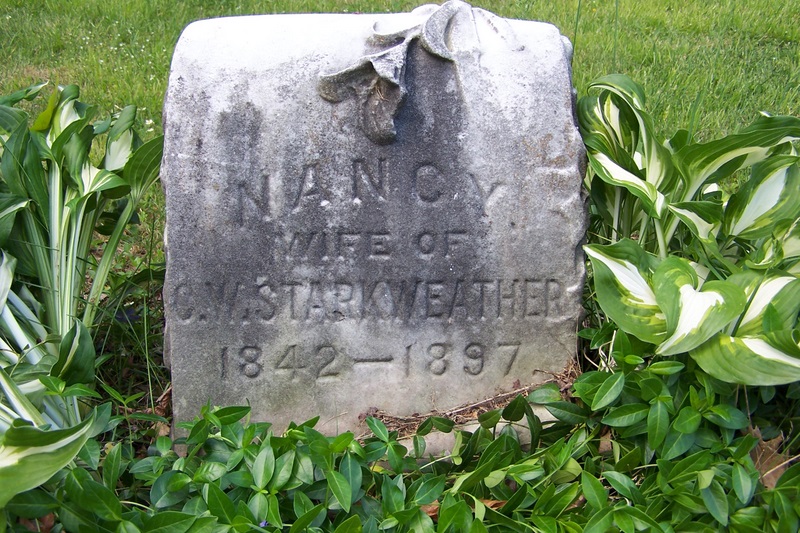 NANCY
WIFE OF
C. W. STARKWEATHER
1842—1897